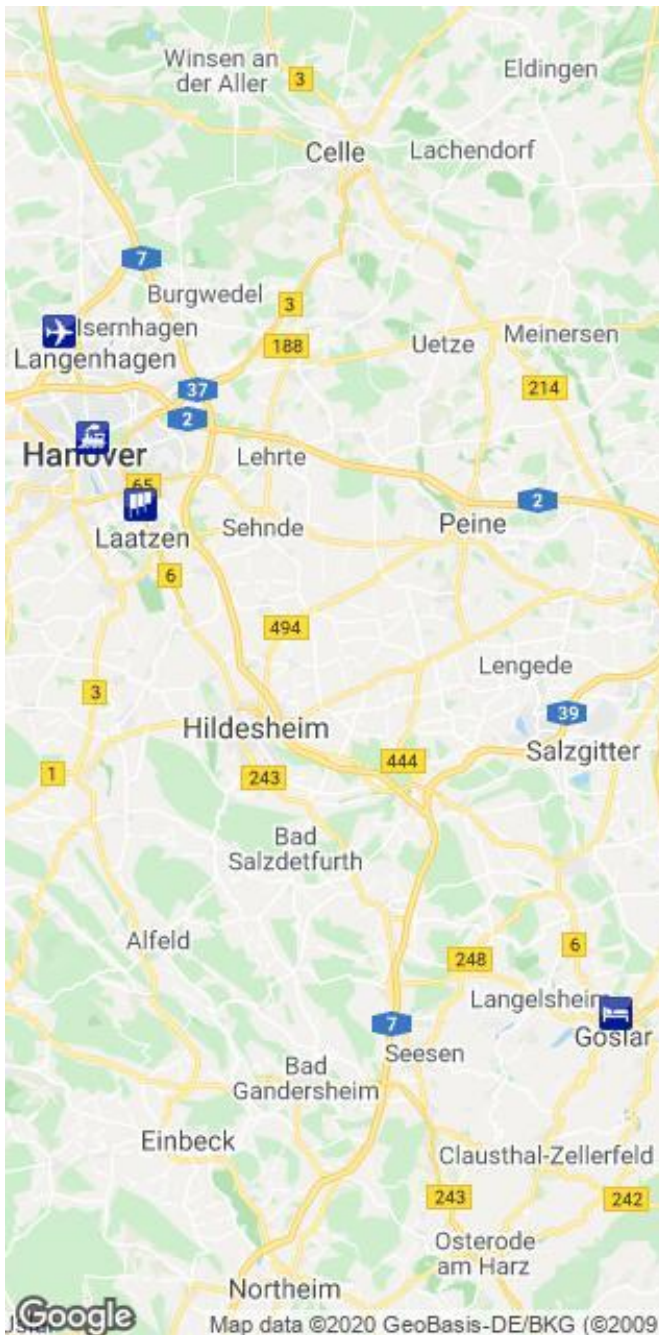 Winsen an
der Aller
3
Eldingen
Celle
Lachendorf
7
Burgwedel
3
Isernhagen
Langenhagen
188
Uetze
Meinersen
37
2
214
Hanover
Lehrte
65
2
Laatzen
Sehnde
Peine
6
494
Lengede
3
39
Hildesheim
Salzgitter
1
243
444
Bad
Salzdetfurth
Alfeld
248
6
Langelsheim
7
Goslar
Seesen
Bad
Gandersheim
Einbeck
Clausthal-Zellerfeld
243
242
Osterode
am Harz
Northeim
Google
Map data ©2020 GeoBasis-DE/BKG (©2009